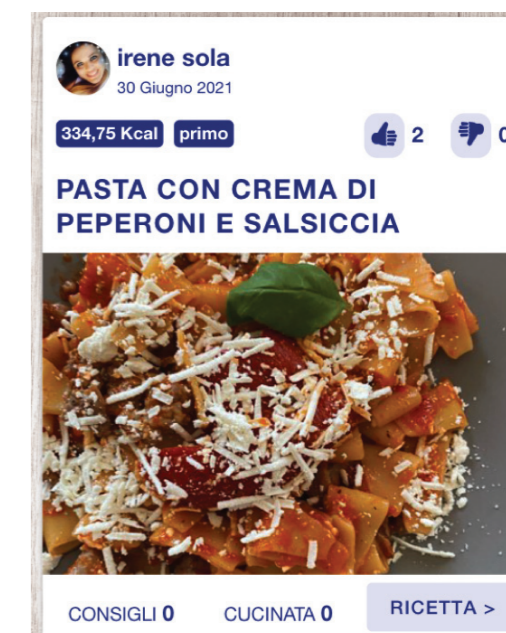 irene sola
30 Giugno 2021
334,75 Kcal primo
2 0
PASTA CON CREMA DI
PEPERONI E SALSICCIA
CONSIGLI 0 CUCINATA 0 RICETTA >